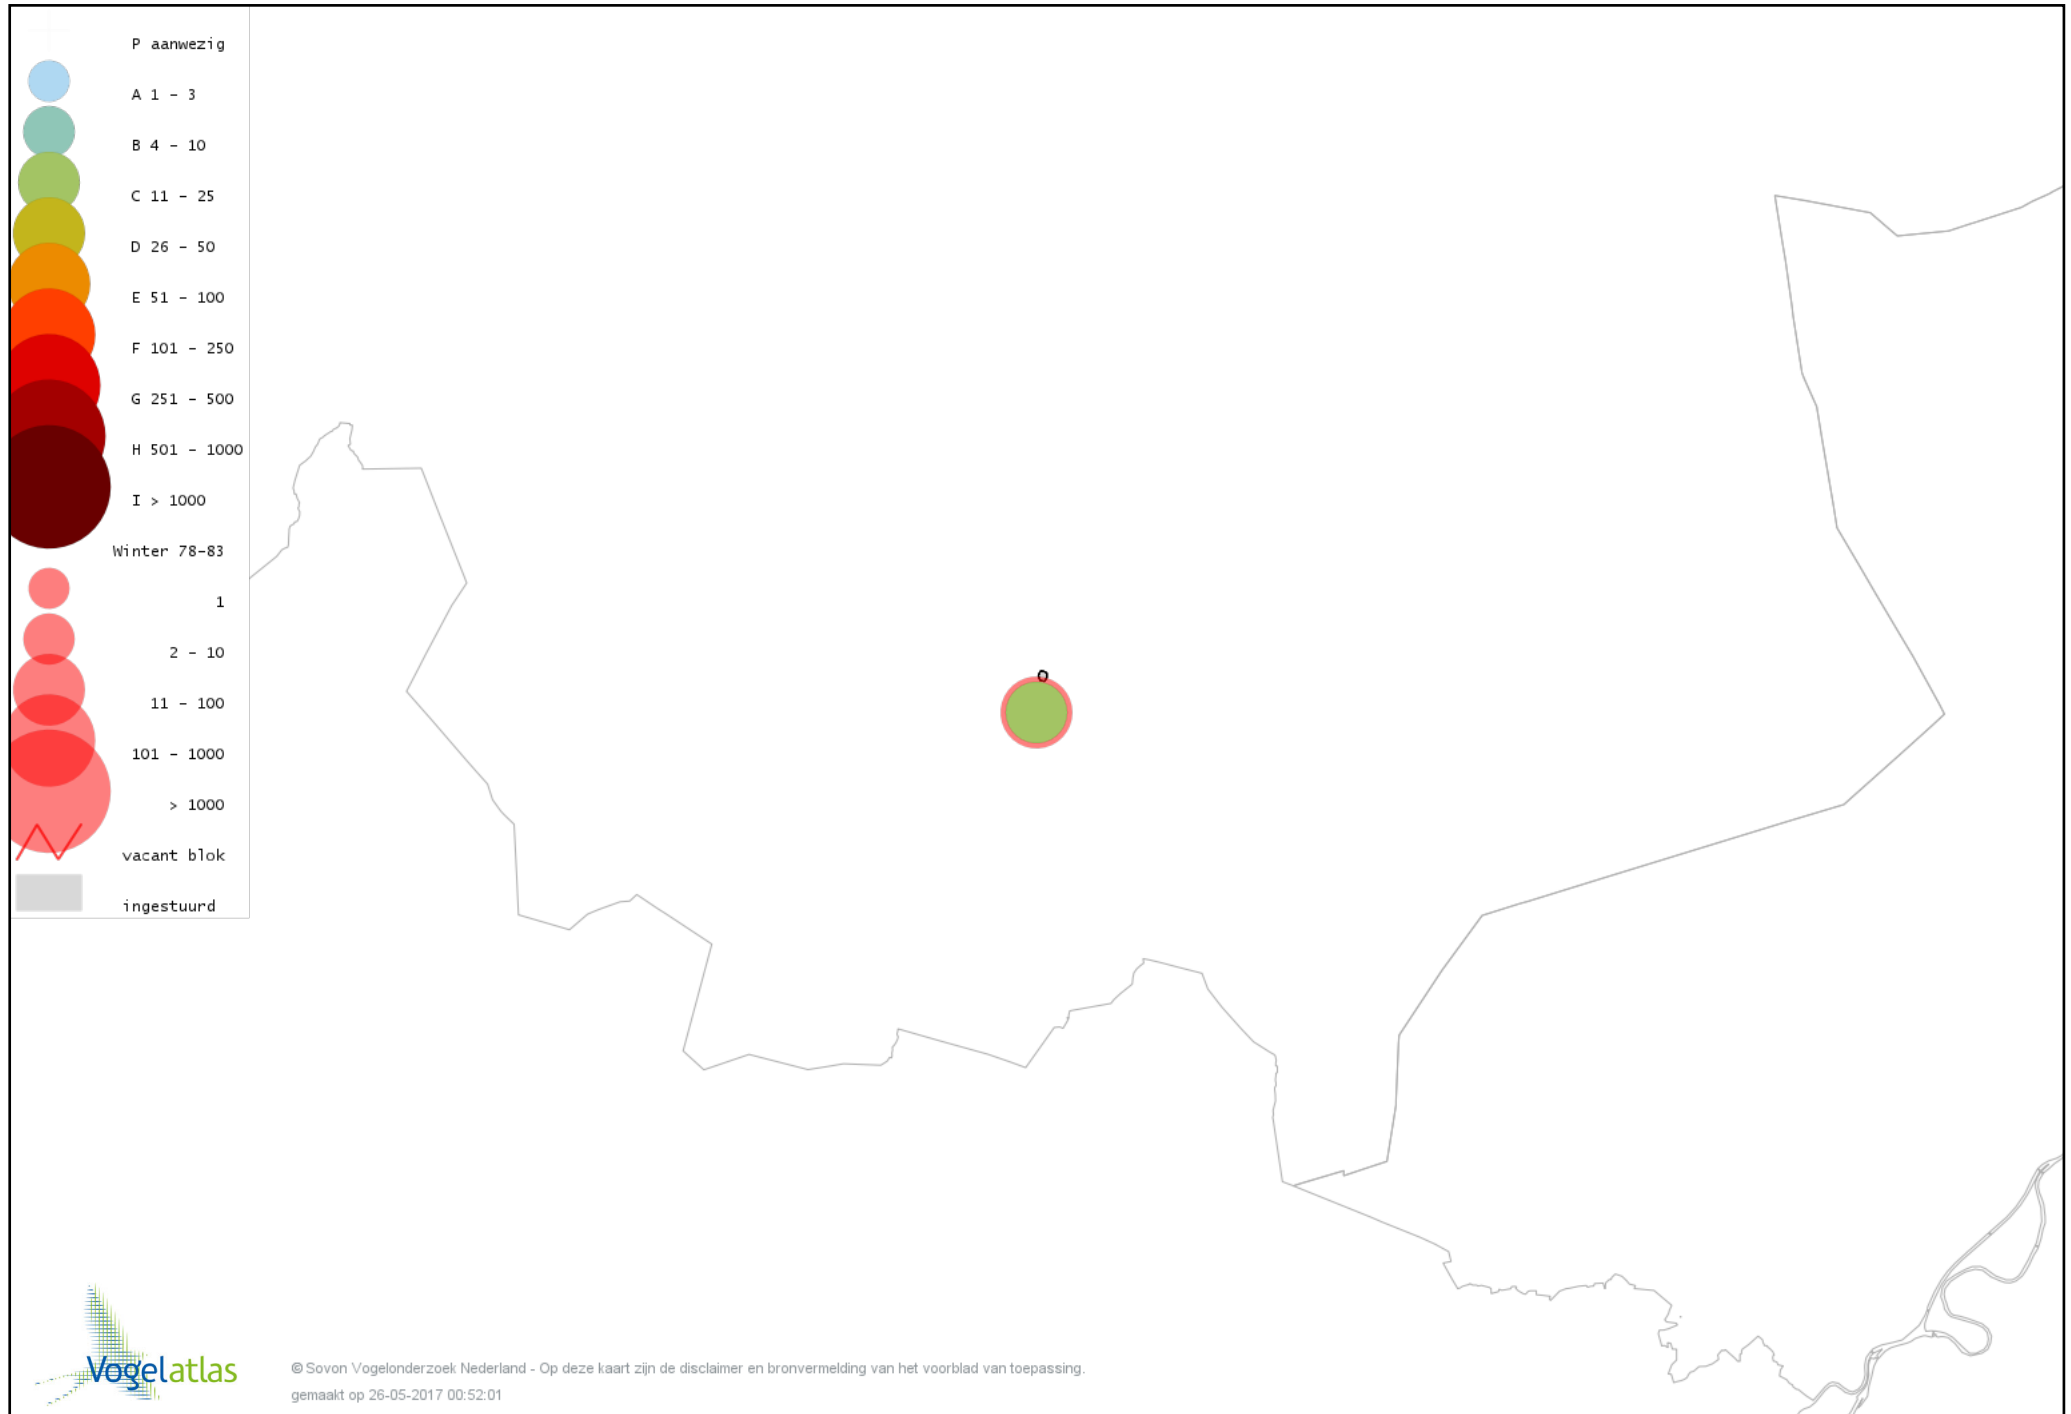 P aanwezig
A 1 – 3
B 4 – 10
C 11 – 25
D 26 – 50
E 51 – 100
F 101 – 250
G 251 – 500
H 501 – 1000
I > 1000
Winter 78-83
1
2 – 10
11 – 100
101 – 1000
> 1000
vacant blok
ingestuurd
0
Vogelatlas
© Sovon Vogelonderzoek Nederland - Op deze kaart zijn de disclaimer en bronvermelding van het voorblad van toepassing.
gemaakt op 26-05-2017 00:52:01